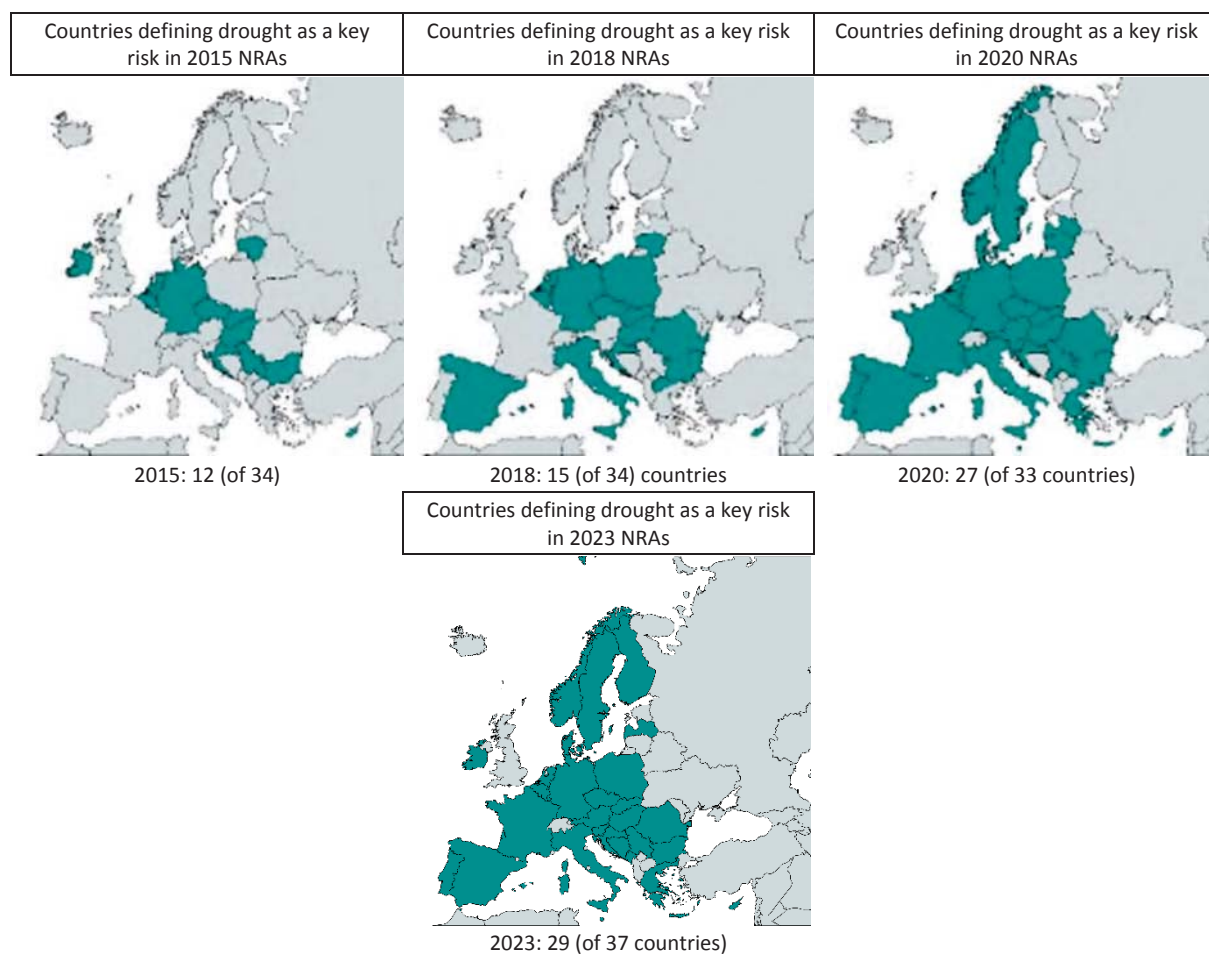 Countries defining drought as a key
risk in 2015 NRAs
Countries defining drought as a key risk
in 2018 NRAs
Countries defining drought as a key risk
in 2020 NRAs
2015: 12 (of 34)
2018: 15 (of 34) countries
2020: 27 (of 33 countries)
Countries defining drought as a key risk
in 2023 NRAs
2023: 29 (of 37 countries)